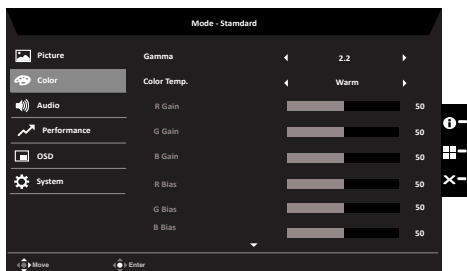 Mode - Stamdard
Picture
Gamma 2.2
Color
Color Temp. Warm
Audio
R Gain 50
Performance
G Gain 50
OSD
B Gain 50
System
R Bias 50
G Bias 50
B Bias 50
Move Enter